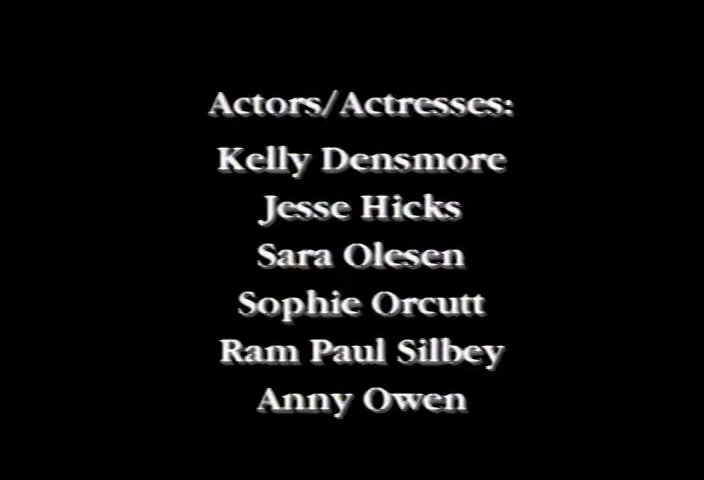 Actors/Actresses:
Kelly Densmore
Jesse Hicks
Sara Olesen
Sophie Orcutt
Ram Paul Silbey
Anny Owen